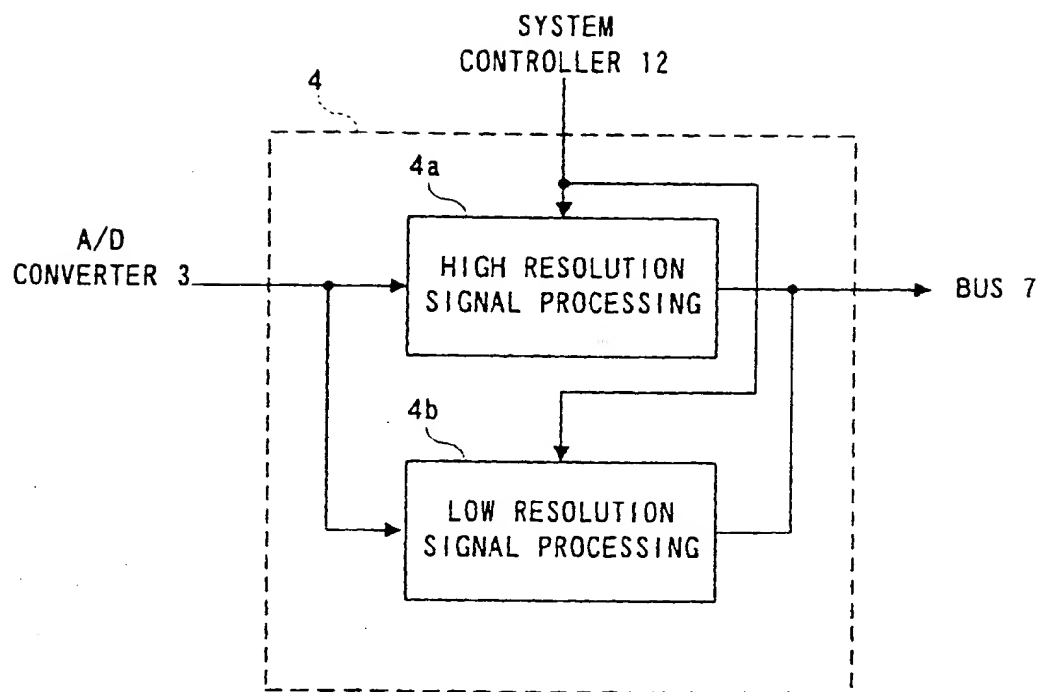 SYSTEM
CONTROLLER 12
4
4a
A/D
CONVERTER 3
HIGH RESOLUTION
SIGNAL PROCESSING
BUS 7
4b
LOW RESOLUTION
SIGNAL PROCESSING